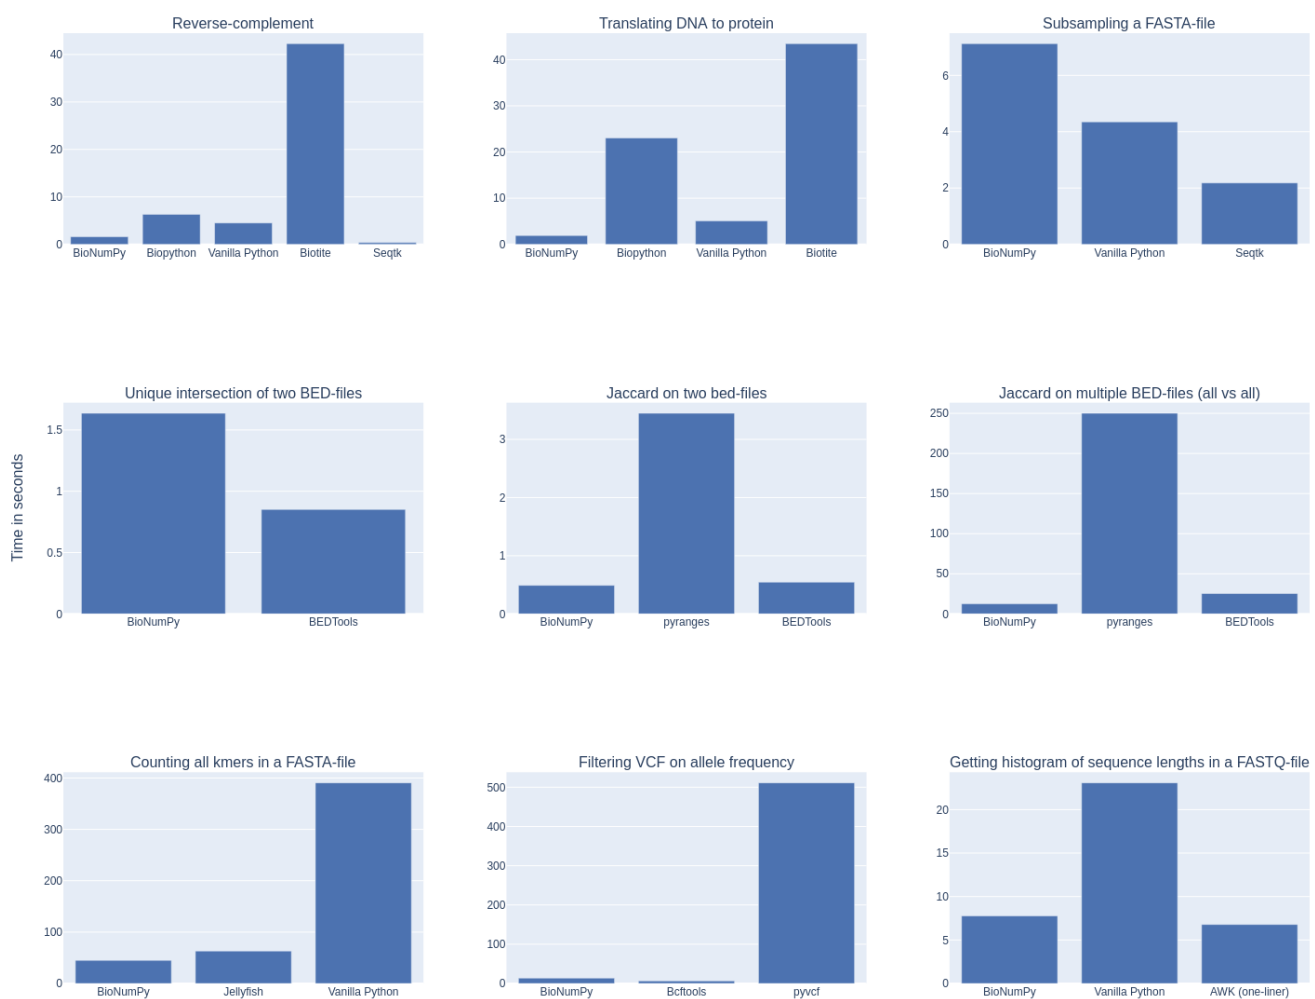 Reverse-complement
40
30
20
10
0
BioNumPy Biopython Vanilla Python Biotite Seqtk
Translating DNA to protein
40
30
20
10
0
BioNumPy Biopython Vanilla Python Biotite
Subsampling a FASTA-file
6
4
2
0
BioNumPy Vanilla Python Seqtk
Time in seconds
Unique intersection of two BED-files
1.5
1
0.5
0
BioNumPy BEDTools
Jaccard on two bed-files
3
2
1
0
BioNumPy pyranges BEDTools
Jaccard on multiple BED-files (all vs all)
250
200
150
100
50
0
BioNumPy pyranges BEDTools
Counting all kmers in a FASTA-file
400
300
200
100
0
BioNumPy Jellyfish Vanilla Python
Filtering VCF on allele frequency
500
400
300
200
100
0
BioNumPy Bcftools pyvcf
Getting histogram of sequence lengths in a FASTQ-file
20
15
10
5
0
BioNumPy Vanilla Python AWK (one-liner)